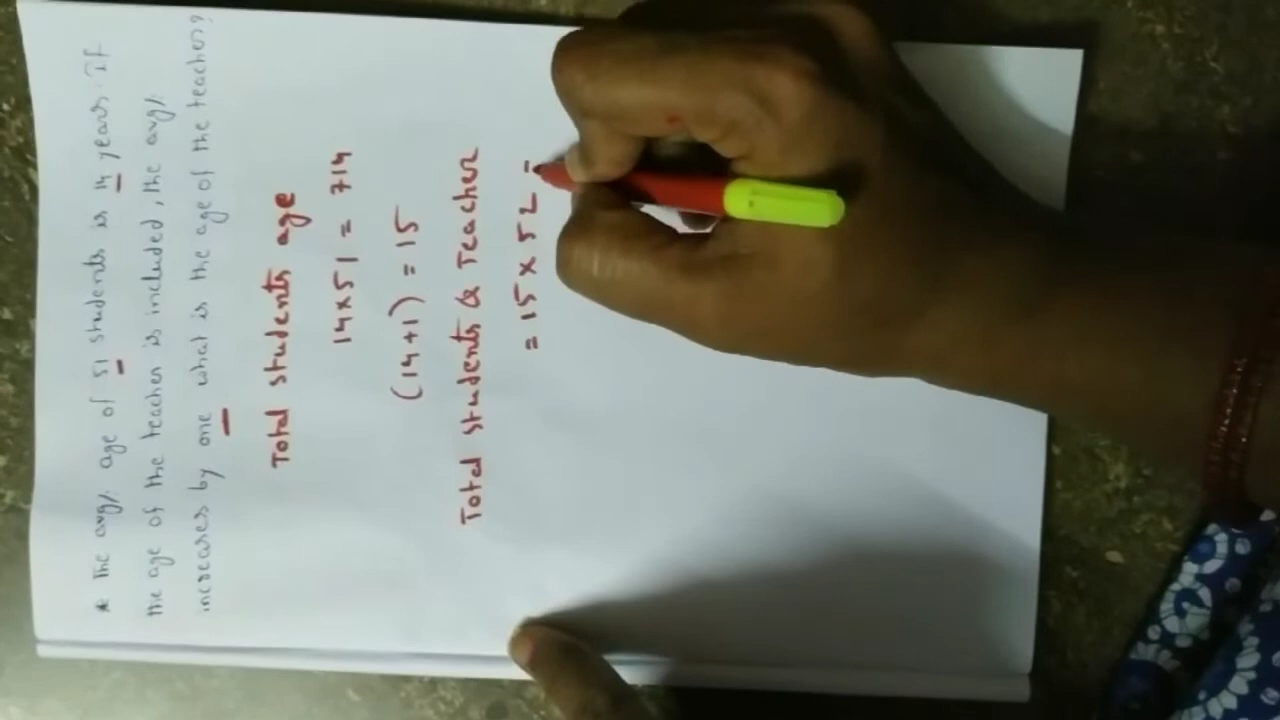 * The avg/. age of 51 students is 14 years. If
the age of the teacher is included, the avg/.
increases by one what is the age of the teacher?
Total students age
14x51 = 714
(14+1) = 15
Total students & Teacher
= 15 x 52 =